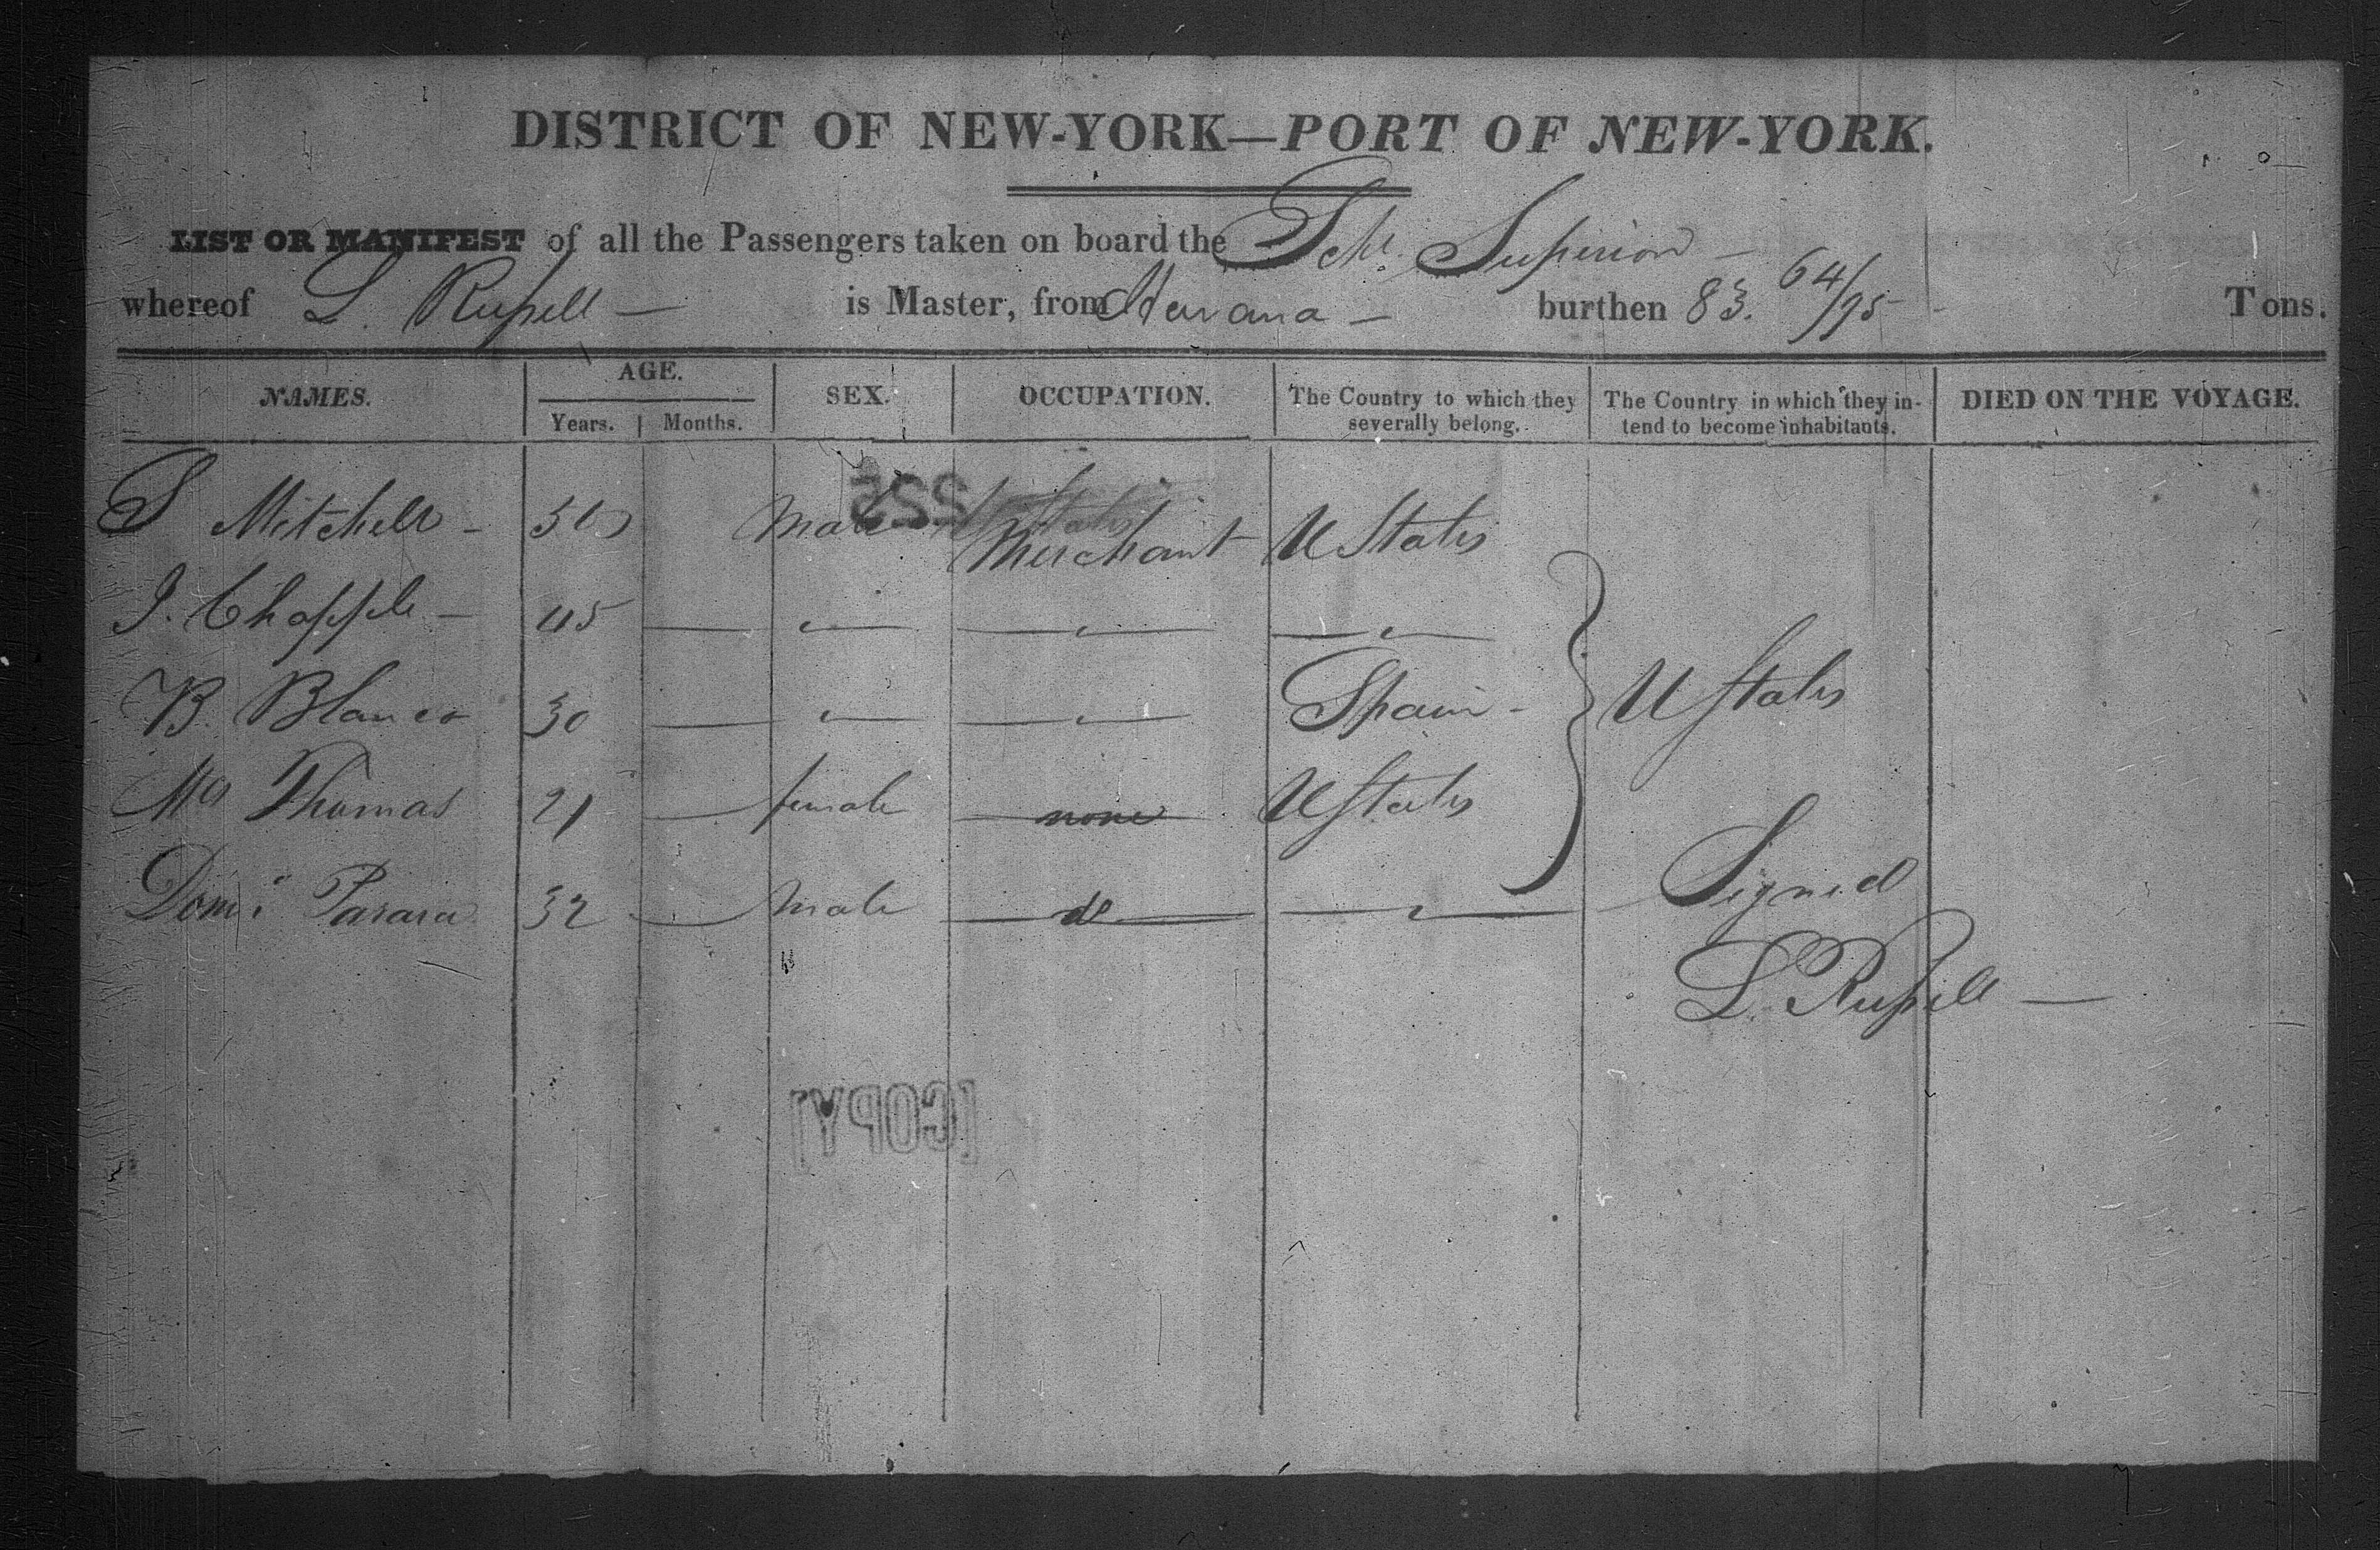 DISTRICT OF NEW-YORK—PORT OF NEW-YORK.
LIST OR MANIFEST of all the Passengers taken on board the Schr. Superior —
whereof L. Russell — is Master, from Havana — burthen 83. 64/95 Tons.
NAMES. AGE. SEX. OCCUPATION. The Country to which they severally belong. The Country in which they intend to become inhabitants. DIED ON THE VOYAGE.
Years. Months.
S Mitchell — male Merchant U States
J. Chapple — 45
B. Blanco 30 Spain - U States
Thomas 21 female none U States
Dom: Parara 32 male do
Signed
L. Russell —
[COPY]